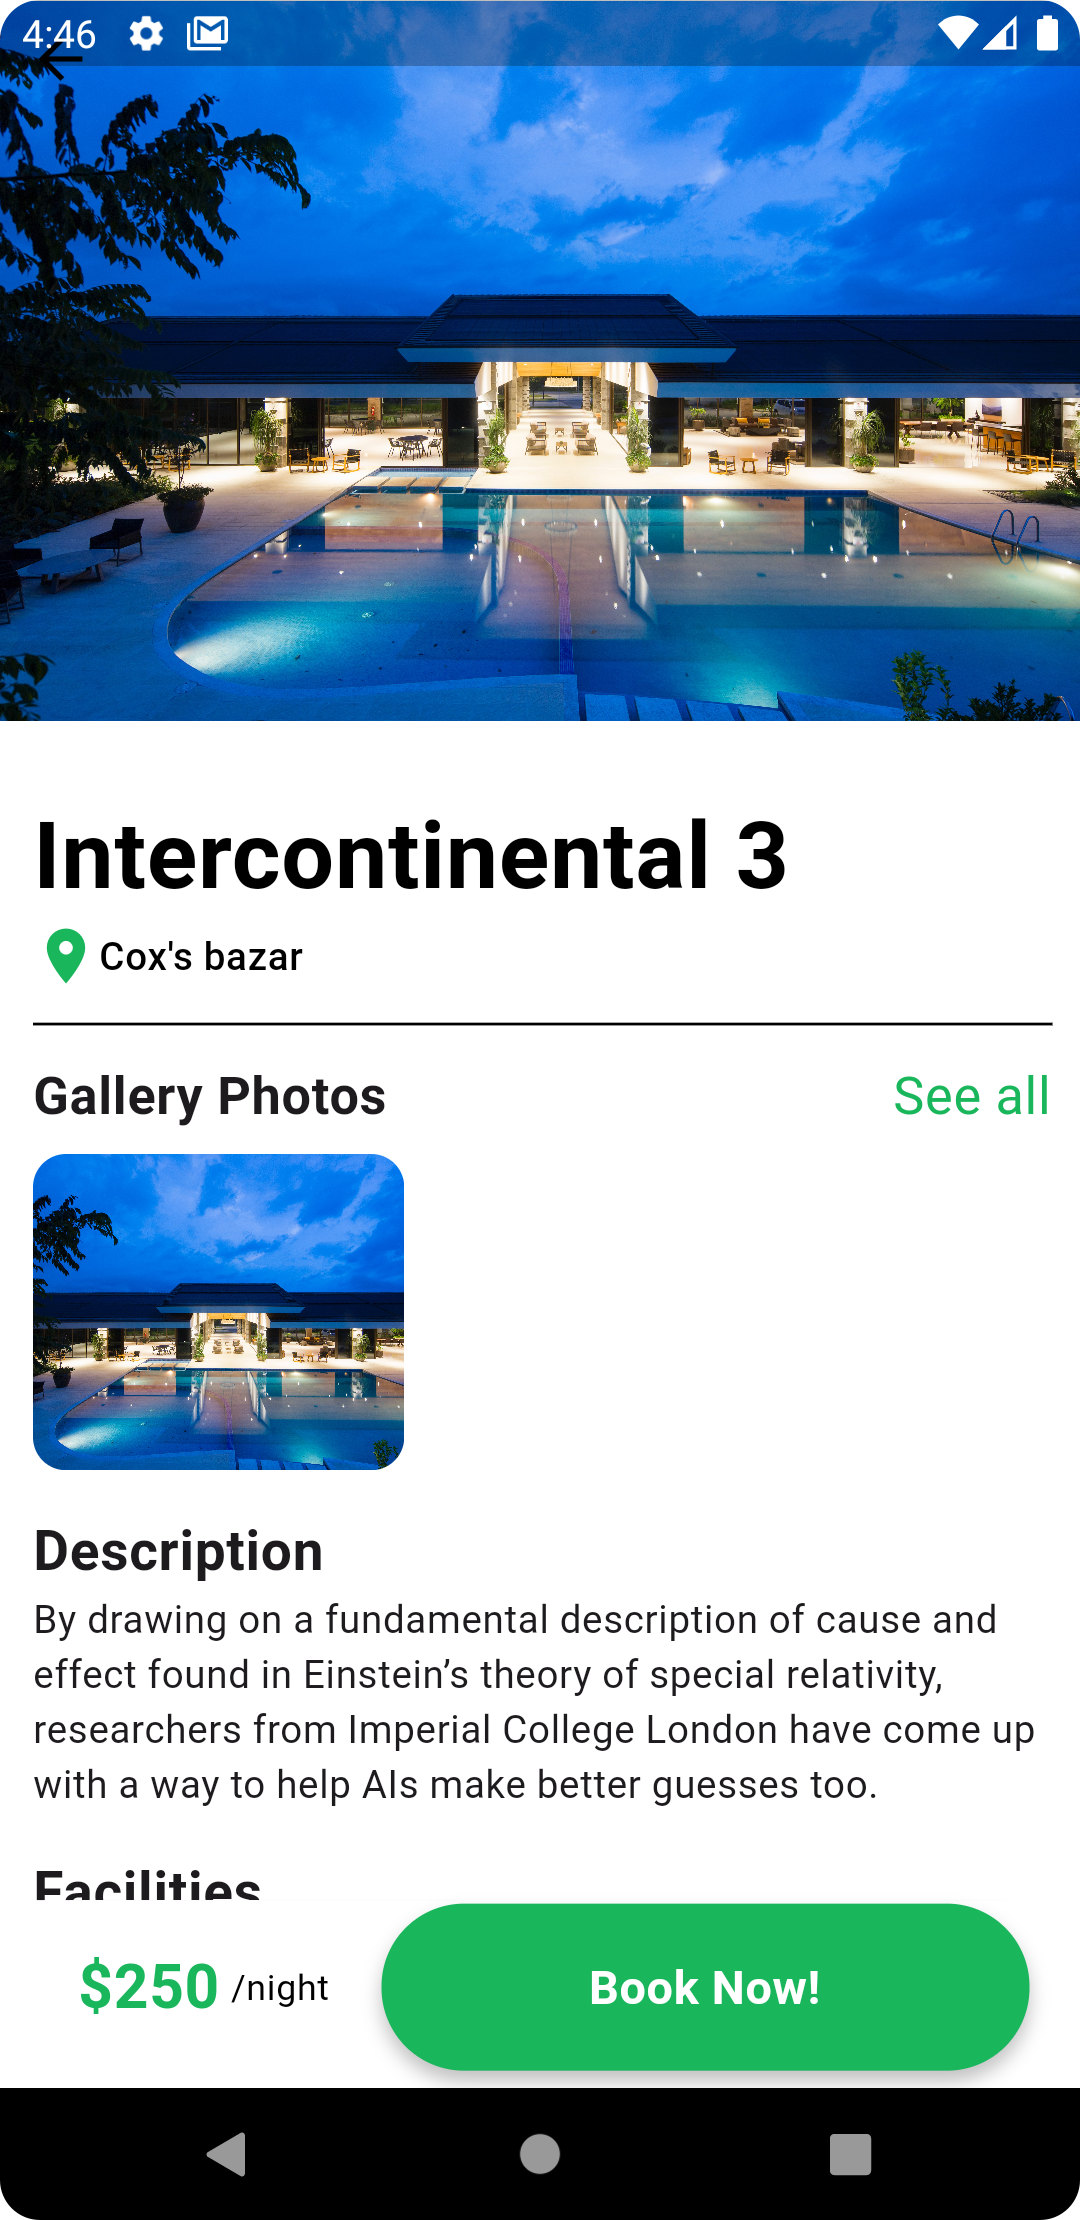 4:46
Intercontinental 3
Cox's bazar
Gallery Photos
See all
Description
By drawing on a fundamental description of cause and
effect found in Einstein’s theory of special relativity,
researchers from Imperial College London have come up
with a way to help AIs make better guesses too.
Facilities
$250 /night
Book Now!